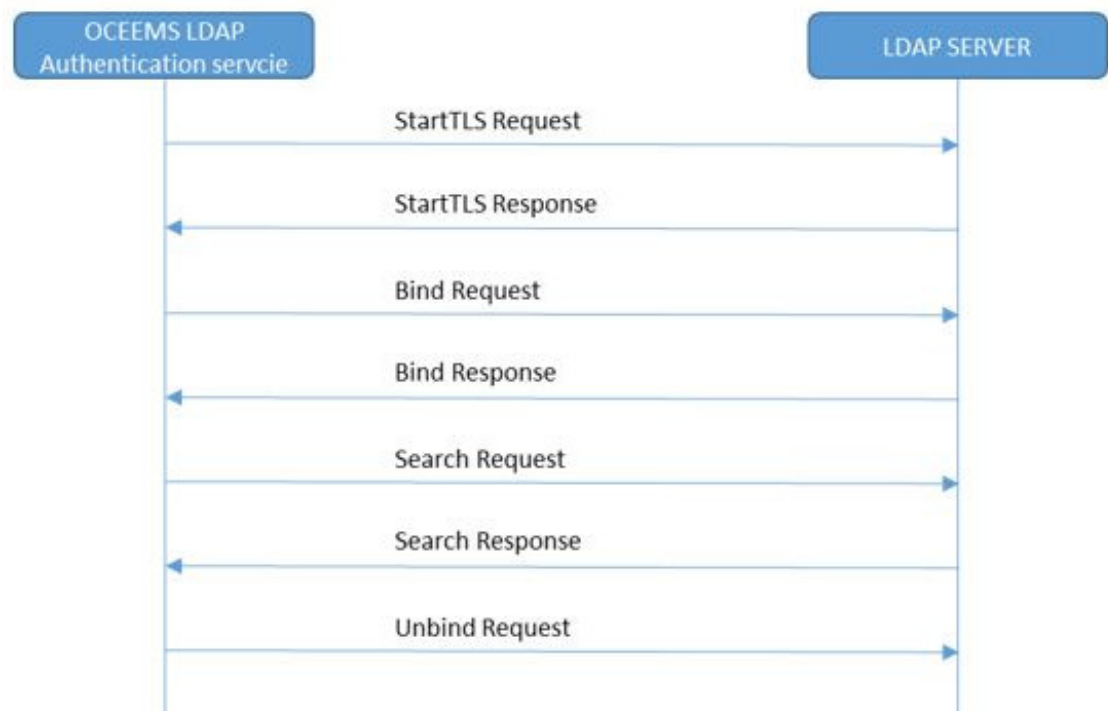 OCEEMS LDAP
Authentication servcie
LDAP SERVER
StartTLS Request
StartTLS Response
Bind Request
Bind Response
Search Request
Search Response
Unbind Request